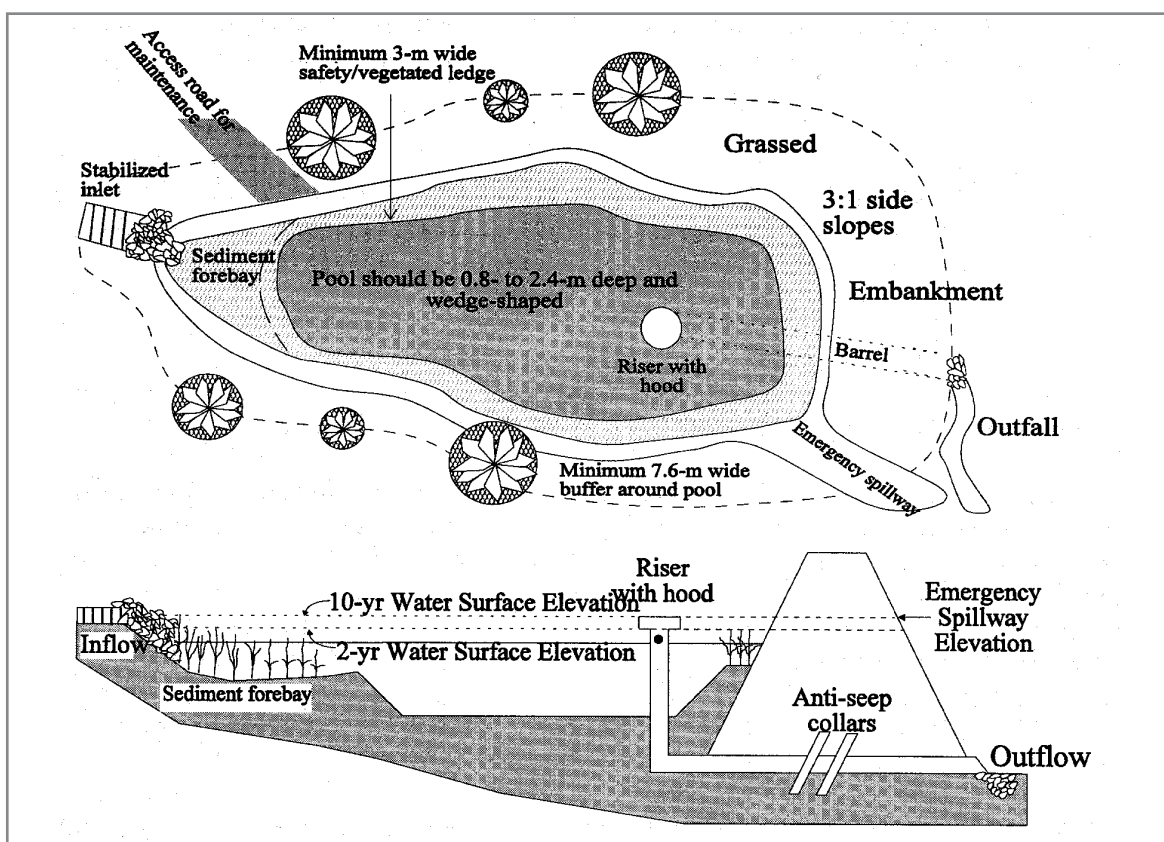 Access road for
maintenance
Minimum 3-m wide
safety/vegetated ledge
Grassed
Stabilized
inlet
3:1 side
slopes
Sediment
forebay
Pool should be 0.8- to 2.4-m deep and
wedge-shaped
Embankment
Barrel
Riser with
hood
Outfall
Emergency spillway
Minimum 7.6-m wide
buffer around pool
Riser
with hood
10-yr Water Surface Elevation
Emergency
Spillway
Elevation
Inflow
2-yr Water Surface Elevation
Sediment forebay
Anti-seep
collars
Outflow